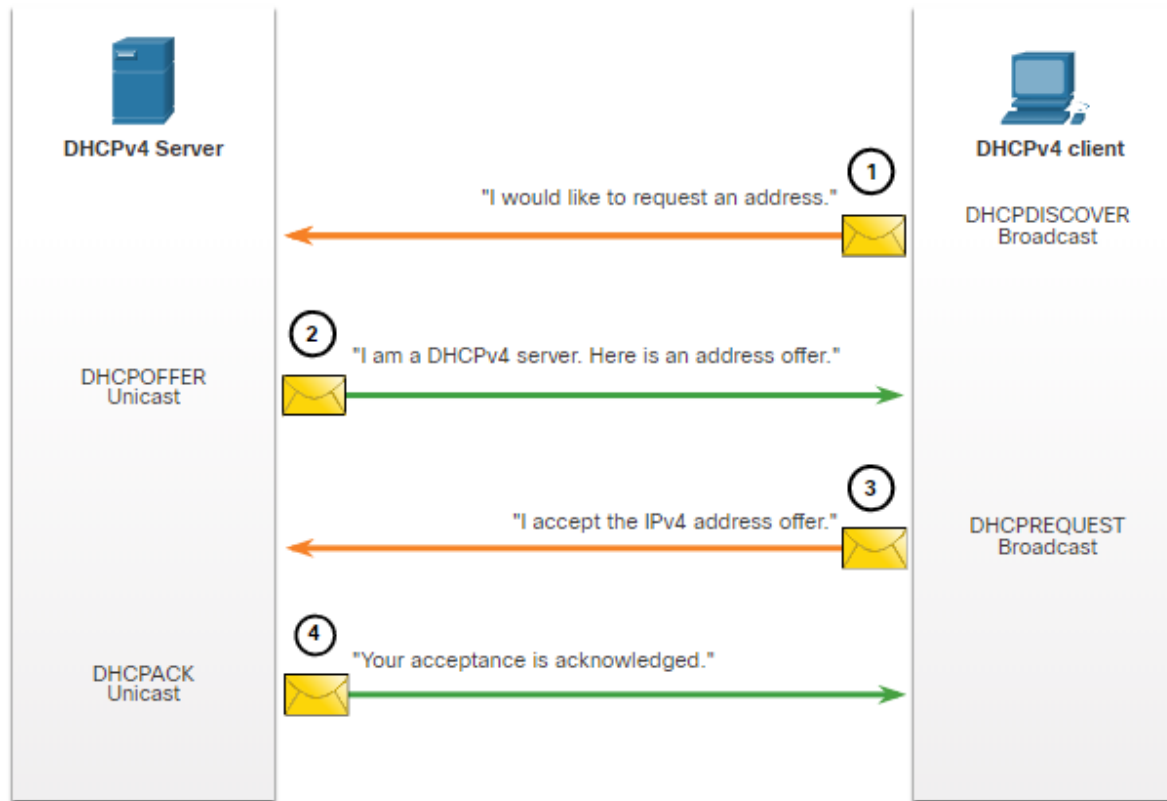 DHCPv4 Server
DHCPv4 client
1
"I would like to request an address."
DHCPDISCOVER
Broadcast
2
"I am a DHCPv4 server. Here is an address offer."
DHCPOFFER
Unicast
3
"I accept the IPv4 address offer."
DHCPREQUEST
Broadcast
4
"Your acceptance is acknowledged."
DHCPACK
Unicast